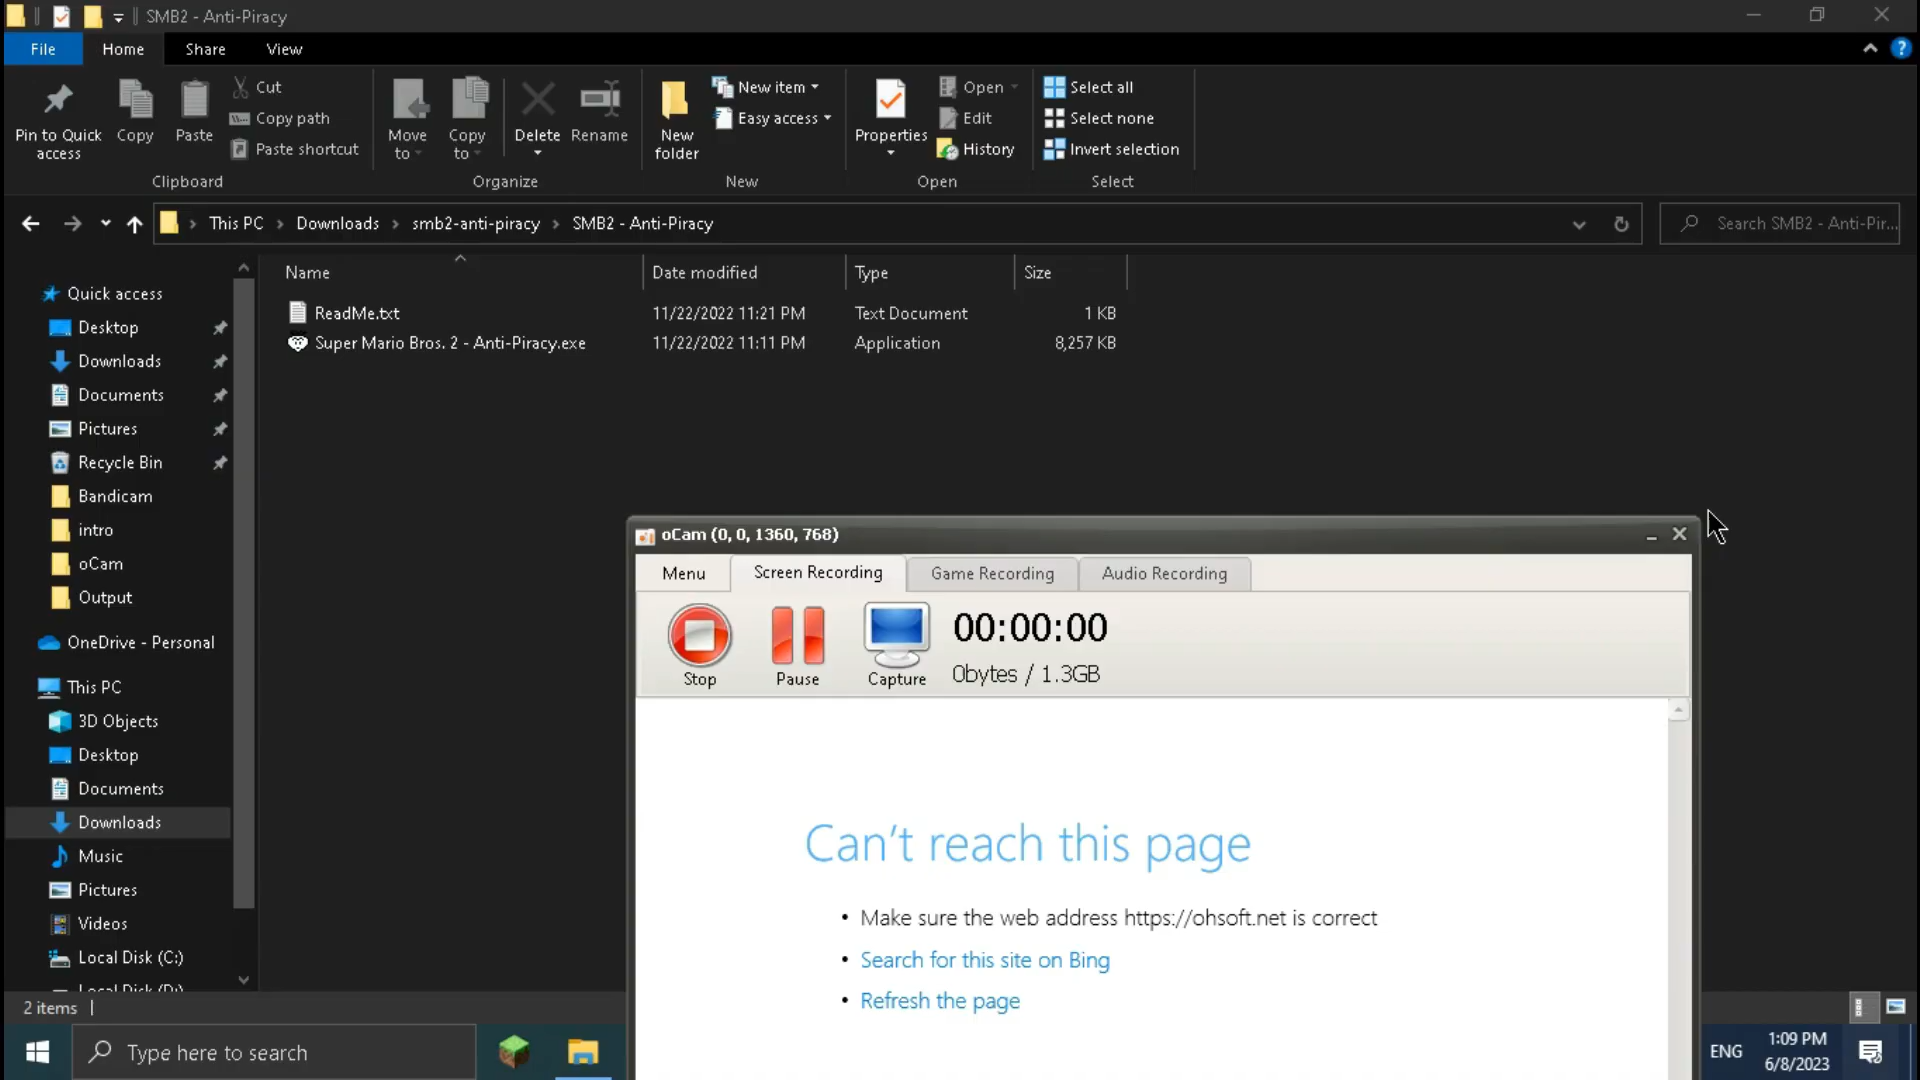 SMB2 - Anti-Piracy
File
Home
Share
View
Pin to Quick access
Copy
Paste
Cut
Copy path
Paste shortcut
Clipboard
Move to
Copy to
Delete
Rename
Organize
New folder
New item
Easy access
New
Properties
Open
Edit
History
Open
Select all
Select none
Invert selection
Select
This PC > Downloads > smb2-anti-piracy > SMB2 - Anti-Piracy
Search SMB2 - Anti-Pir...
Name
Date modified
Type
Size
ReadMe.txt 11/22/2022 11:21 PM Text Document 1 KB
Super Mario Bros. 2 - Anti-Piracy.exe 11/22/2022 11:11 PM Application 8,257 KB
Quick access
Desktop
Downloads
Documents
Pictures
Recycle Bin
Bandicam
intro
oCam
Output
OneDrive - Personal
This PC
3D Objects
Desktop
Documents
Downloads
Music
Pictures
Videos
Local Disk (C:)
Local Disk (D:)
2 items
oCam (0, 0, 1360, 768)
Menu
Screen Recording
Game Recording
Audio Recording
Stop
Pause
Capture
00:00:00
0bytes / 1.3GB
Can't reach this page
• Make sure the web address https://ohsoft.net is correct
• Search for this site on Bing
• Refresh the page
Type here to search
ENG
1:09 PM
6/8/2023